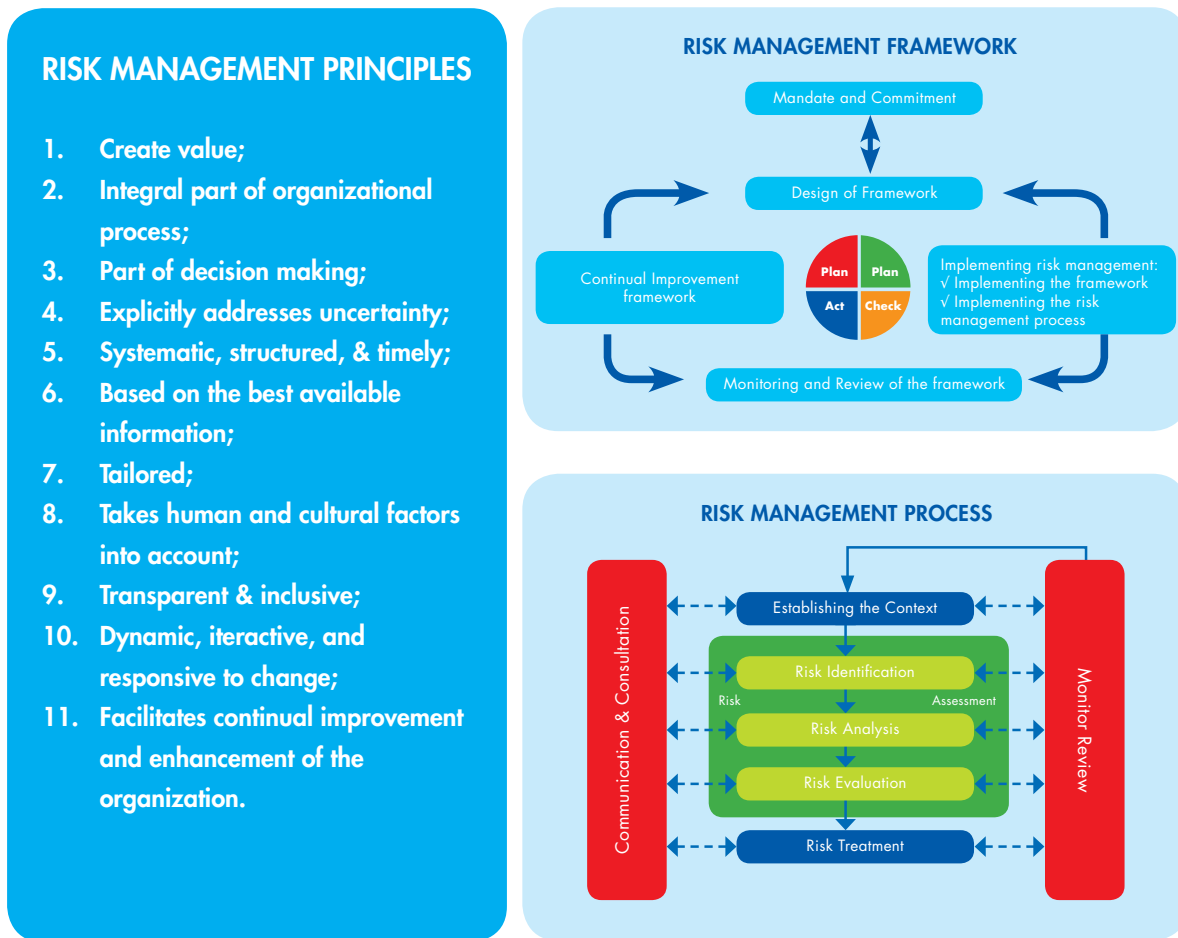 RISK MANAGEMENT PRINCIPLES
1. Create value;
2. Integral part of organizational
process;
3. Part of decision making;
4. Explicitly addresses uncertainty;
5. Systematic, structured, & timely;
6. Based on the best available
information;
7. Tailored;
8. Takes human and cultural factors
into account;
9. Transparent & inclusive;
10. Dynamic, iteractive, and
responsive to change;
11. Facilitates continual improvement
and enhancement of the
organization.
RISK MANAGEMENT FRAMEWORK
Mandate and Commitment
Design of Framework
Continual Improvement
framework
Plan
Plan
Act
Check
Implementing risk management:
√ Implementing the framework
√ Implementing the risk
management process
Monitoring and Review of the framework
RISK MANAGEMENT PROCESS
Communication & Consultation
Establishing the Context
Risk Identification
Risk
Assessment
Risk Analysis
Risk Evaluation
Risk Treatment
Monitor Review